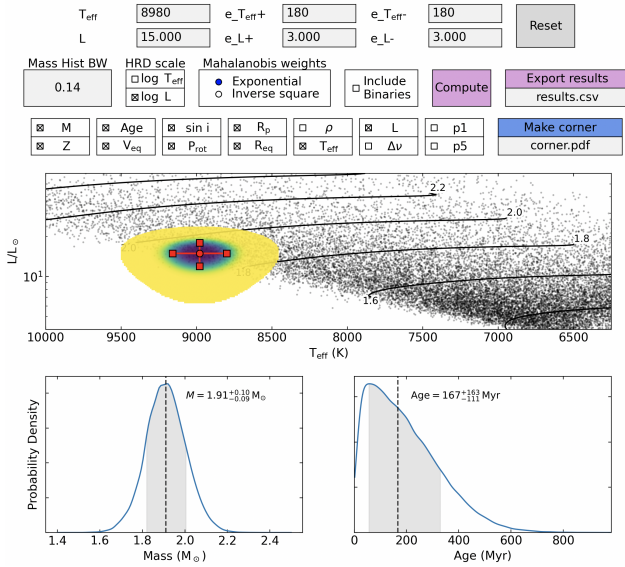 T_eff 8980 e_T_eff+ 180 e_T_eff- 180 Reset
L 15.000 e_L+ 3.000 e_L- 3.000
Mass Hist BW HRD scale Mahalanobis weights
0.14 log T_eff Exponential Include Compute Export results
log L Inverse square Binaries results.csv
M Age sin i R_p ρ L p1 Make corner
Z V_eq P_rot R_eq T_eff Δν p5 corner.pdf
2.2
2.0
1.8
1.6
L/L_⊙
10^1
10000 9500 9000 8500 8000 7500 7000 6500
T_eff (K)
M = 1.91^{+0.10}_{-0.09} M_⊙
Age = 167^{+163}_{-111} Myr
Probability Density
1.4 1.6 1.8 2.0 2.2 2.4
Mass (M_⊙)
0 200 400 600 800
Age (Myr)